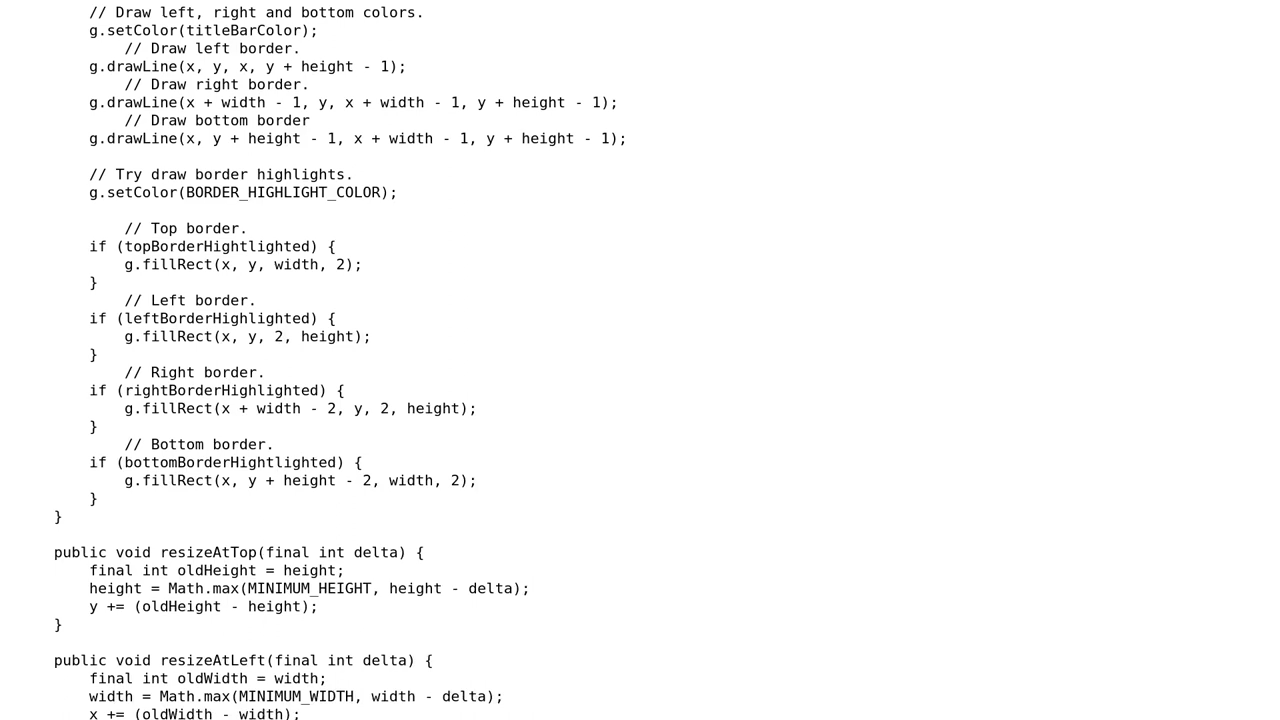 // Draw left, right and bottom colors.
        g.setColor(titleBarColor);
            // Draw left border.
        g.drawLine(x, y, x, y + height - 1);
            // Draw right border.
        g.drawLine(x + width - 1, y, x + width - 1, y + height - 1);
            // Draw bottom border
        g.drawLine(x, y + height - 1, x + width - 1, y + height - 1);

        // Try draw border highlights.
        g.setColor(BORDER_HIGHLIGHT_COLOR);

            // Top border.
        if (topBorderHightlighted) {
            g.fillRect(x, y, width, 2);
        }
            // Left border.
        if (leftBorderHighlighted) {
            g.fillRect(x, y, 2, height);
        }
            // Right border.
        if (rightBorderHighlighted) {
            g.fillRect(x + width - 2, y, 2, height);
        }
            // Bottom border.
        if (bottomBorderHightlighted) {
            g.fillRect(x, y + height - 2, width, 2);
        }
    }

    public void resizeAtTop(final int delta) {
        final int oldHeight = height;
        height = Math.max(MINIMUM_HEIGHT, height - delta);
        y += (oldHeight - height);
    }

    public void resizeAtLeft(final int delta) {
        final int oldWidth = width;
        width = Math.max(MINIMUM_WIDTH, width - delta);
        x += (oldWidth - width);